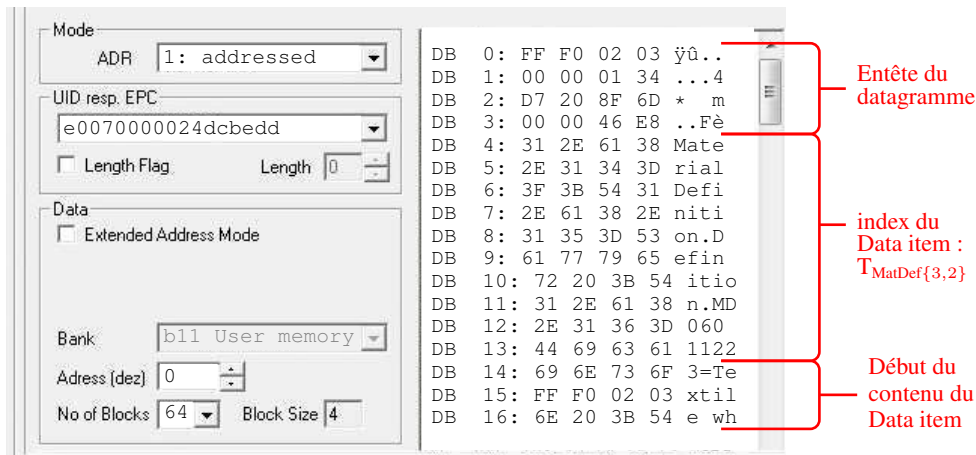 Mode
ADR 1: addressed
UID resp. EPC
e0070000024dcbedd
Length Flag Length 0
Data
Extended Address Mode
Bank b11 User memory
Adress (dez) 0
No of Blocks 64 Block Size 4
DB 0: FF F0 02 03 ÿû..
DB 1: 00 00 01 34 ...4
DB 2: D7 20 8F 6D * m
DB 3: 00 00 46 E8 ..Fè
DB 4: 31 2E 61 38 Mate
DB 5: 2E 31 34 3D rial
DB 6: 3F 3B 54 31 Defi
DB 7: 2E 61 38 2E niti
DB 8: 31 35 3D 53 on.D
DB 9: 61 77 79 65 efin
DB 10: 72 20 3B 54 itio
DB 11: 31 2E 61 38 n.MD
DB 12: 2E 31 36 3D 060
DB 13: 44 69 63 61 1122
DB 14: 69 6E 73 6F 3=Te
DB 15: FF F0 02 03 xtil
DB 16: 6E 20 3B 54 e wh
Entête du
datagramme
index du
Data item :
T_MatDef{3,2}
Début du
contenu du
Data item